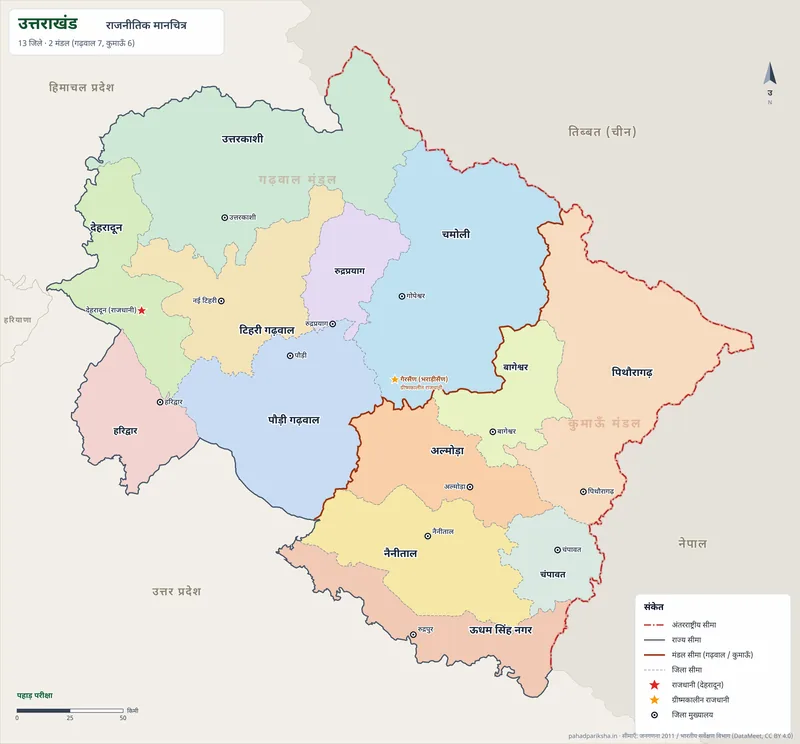 उत्तराखंड राजनीतिक मानचित्र
13 जिले · 2 मंडल (गढ़वाल 7, कुमाऊँ 6)
हिमाचल प्रदेश
उ
N
तिब्बत (चीन)
उत्तरकाशी
गढ़वाल मंडल
उत्तरकाशी
देहरादून
चमोली
रुद्रप्रयाग
नई टिहरी
गोपेश्वर
देहरादून (राजधानी)
हरियाणा
रुद्रप्रयाग
टिहरी गढ़वाल
पौड़ी
बागेश्वर
पिथौरागढ़
गैरसैंण (भराड़ीसैंण)
ग्रीष्मकालीन राजधानी
हरिद्वार
पौड़ी गढ़वाल
कुमाऊँ मंडल
हरिद्वार
बागेश्वर
अल्मोड़ा
अल्मोड़ा
पिथौरागढ़
नैनीताल
नेपाल
नैनीताल
चंपावत
चंपावत
उत्तर प्रदेश
रुद्रपुर
ऊधम सिंह नगर
संकेत
अंतरराष्ट्रीय सीमा
राज्य सीमा
मंडल सीमा (गढ़वाल / कुमाऊँ)
जिला सीमा
राजधानी (देहरादून)
ग्रीष्मकालीन राजधानी
जिला मुख्यालय
पहाड़ परीक्षा
किमी
0 25 50
pahadpariksha.in · सीमाएँ: जनगणना 2011 / भारतीय सर्वेक्षण विभाग (DataMeet, CC BY 4.0)